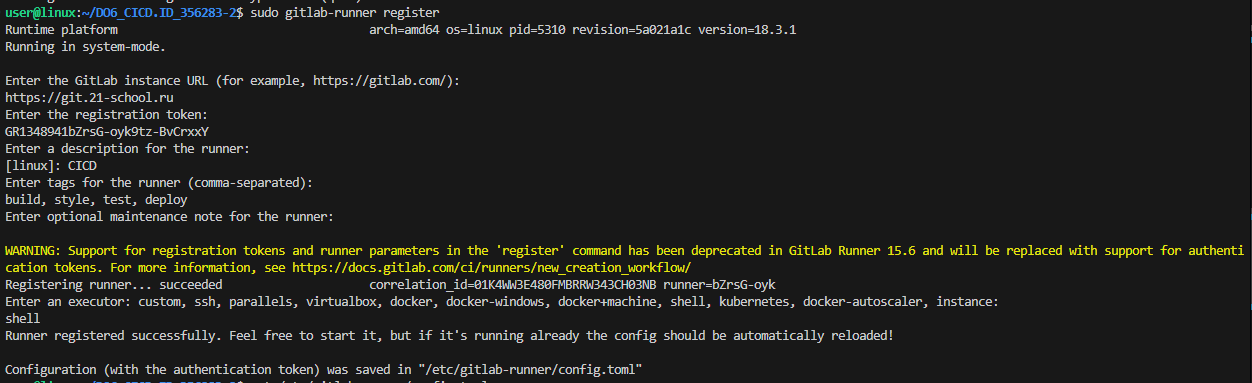 user@linux:~/DO6_CICD.ID_356283-2$ sudo gitlab-runner register
Runtime platform                                    arch=amd64 os=linux pid=5310 revision=5a021a1c version=18.3.1
Running in system-mode.
Enter the GitLab instance URL (for example, https://gitlab.com/):
https://git.21-school.ru
Enter the registration token:
GR1348941bZrsG-oyk9tz-BvCrxxY
Enter a description for the runner:
[linux]: CICD
Enter tags for the runner (comma-separated):
build, style, test, deploy
Enter optional maintenance note for the runner:
WARNING: Support for registration tokens and runner parameters in the 'register' command has been deprecated in GitLab Runner 15.6 and will be replaced with support for authenti
cation tokens. For more information, see https://docs.gitlab.com/ci/runners/new_creation_workflow/
Registering runner... succeeded                     correlation_id=01K4WW3E480FMBRRW343CH03NB runner=bZrsG-oyk
Enter an executor: custom, ssh, parallels, virtualbox, docker, docker-windows, docker+machine, shell, kubernetes, docker-autoscaler, instance:
shell
Runner registered successfully. Feel free to start it, but if it's running already the config should be automatically reloaded!
Configuration (with the authentication token) was saved in "/etc/gitlab-runner/config.toml"